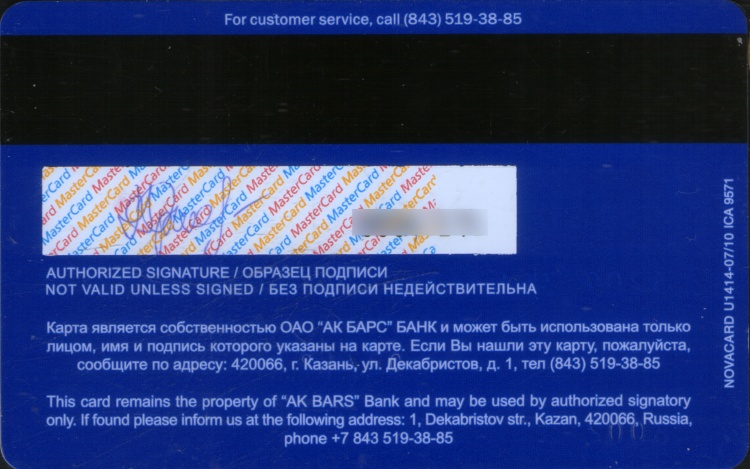 For customer service, call (843) 519-38-85
AUTHORIZED SIGNATURE / ОБРАЗЕЦ ПОДПИСИ
NOT VALID UNLESS SIGNED / БЕЗ ПОДПИСИ НЕДЕЙСТВИТЕЛЬНА
Карта является собственностью ОАО "АК БАРС" БАНК и может быть использована только
лицом, имя и подпись которого указаны на карте. Если Вы нашли эту карту, пожалуйста,
сообщите по адресу: 420066, г. Казань, ул. Декабристов, д. 1, тел (843) 519-38-85
This card remains the property of "AK BARS" Bank and may be used by authorized signatory
only. If found please inform us at the following address: 1, Dekabristov str., Kazan, 420066, Russia,
phone +7 843 519-38-85
NOVACARD U1414-07/10 ICA 9571
MasterCard MasterCard MasterCard MasterCard